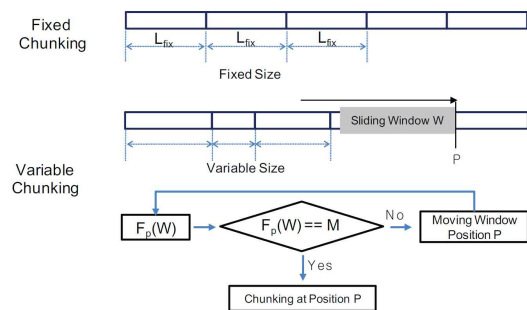 Fixed
Chunking
L_fix L_fix L_fix
Fixed Size
Sliding Window W
P
Variable Size
Variable
Chunking
F_p(W)
F_p(W) == M
No
Moving Window
Position P
Yes
Chunking at Position P